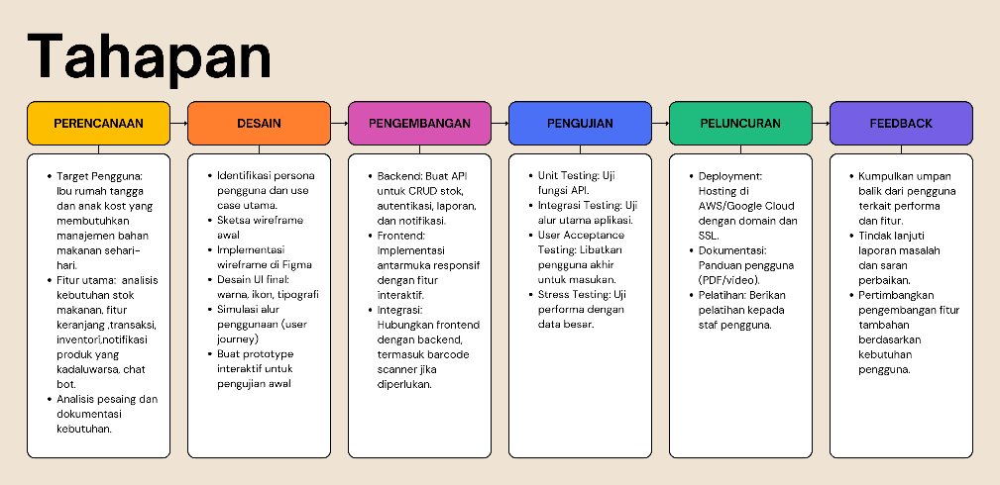 Tahapan
PERENCANAAN
DESAIN
PENGEMBANGAN
PENGUJIAN
PELUNCURAN
FEEDBACK
• Target Pengguna:
Ibu rumah tangga
dan anak kost yang
membutuhkan
manajemen bahan
makanan sehari-
hari.
• Fitur utama:  analisis
kebutuhan stok
makanan, fitur
keranjang ,transaksi,
inventori,notifikasi
produk yang
kadaluwarsa, chat
bot.
• Analisis pesaing dan
dokumentasi
kebutuhan.
• Identifikasi persona
pengguna dan use
case utama.
• Sketsa wireframe
awal
• Implementasi
wireframe di Figma
• Desain UI final:
warna, ikon, tipografi
• Simulasi alur
penggunaan (user
journey)
• Buat prototype
interaktif untuk
pengujian awal
• Backend: Buat API
untuk CRUD stok,
autentikasi, laporan,
dan notifikasi.
• Frontend:
Implementasi
antarmuka responsif
dengan fitur
interaktif.
• Integrasi:
Hubungkan frontend
dengan backend,
termasuk barcode
scanner jika
diperlukan.
• Unit Testing: Uji
fungsi API.
• Integrasi Testing: Uji
alur utama aplikasi.
• User Acceptance
Testing: Libatkan
pengguna akhir
untuk masukan.
• Stress Testing: Uji
performa dengan
data besar.
• Deployment:
Hosting di
AWS/Google Cloud
dengan domain dan
SSL.
• Dokumentasi:
Panduan pengguna
(PDF/video).
• Pelatihan: Berikan
pelatihan kepada
staf pengguna.
• Kumpulkan umpan
balik dari pengguna
terkait performa
dan fitur.
• Tindak lanjuti
laporan masalah
dan saran
perbaikan.
• Pertimbangkan
pengembangan fitur
tambahan
berdasarkan
kebutuhan
pengguna.